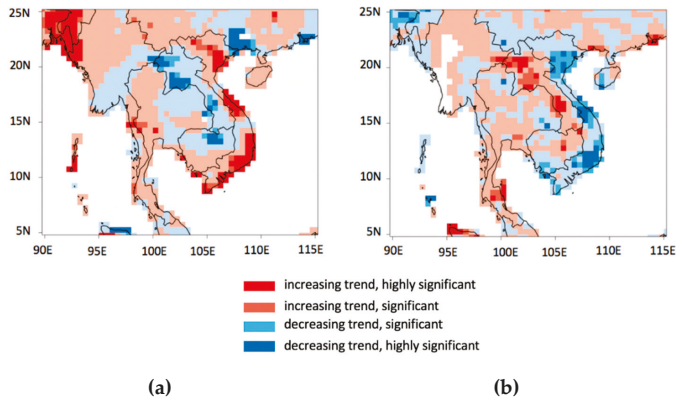 25N
20N
15N
10N
5N
90E 95E 100E 105E 110E 115E
25N
20N
15N
10N
5N
90E 95E 100E 105E 110E 115E
increasing trend, highly significant
increasing trend, significant
decreasing trend, significant
decreasing trend, highly significant
(a) (b)